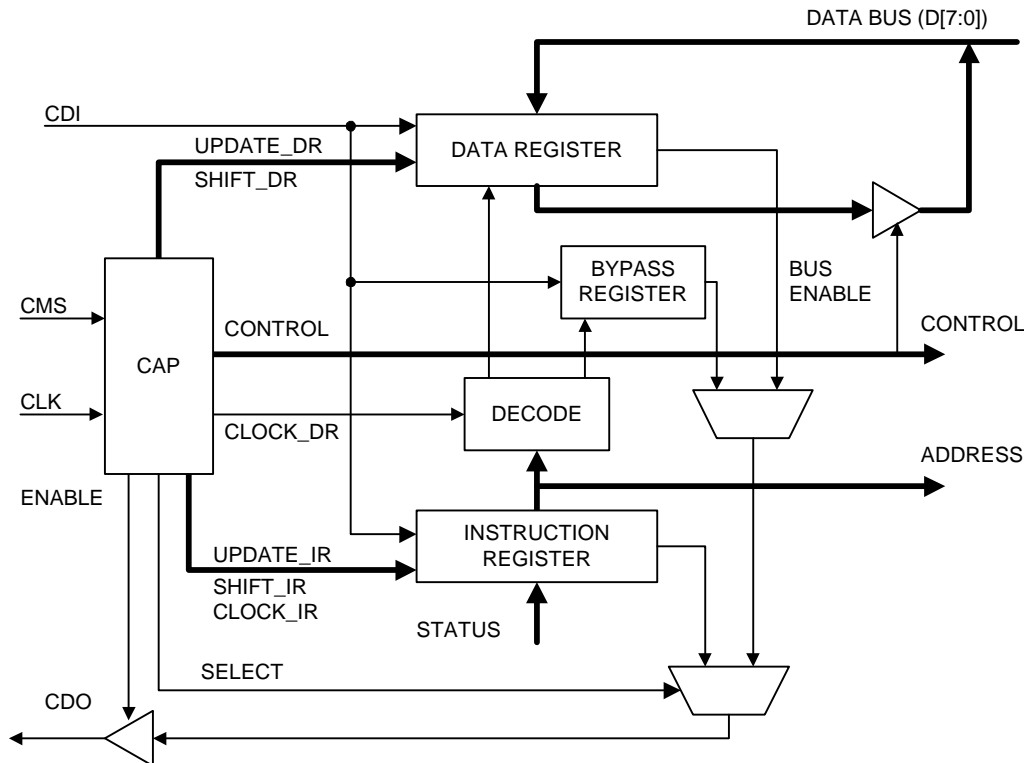 DATA BUS (D[7:0])
CDI
UPDATE_DR
SHIFT_DR
DATA REGISTER
BYPASS
REGISTER
BUS
ENABLE
CMS
CONTROL
CONTROL
CAP
CLK
CLOCK_DR
DECODE
ADDRESS
ENABLE
INSTRUCTION
REGISTER
UPDATE_IR
SHIFT_IR
CLOCK_IR
STATUS
SELECT
CDO